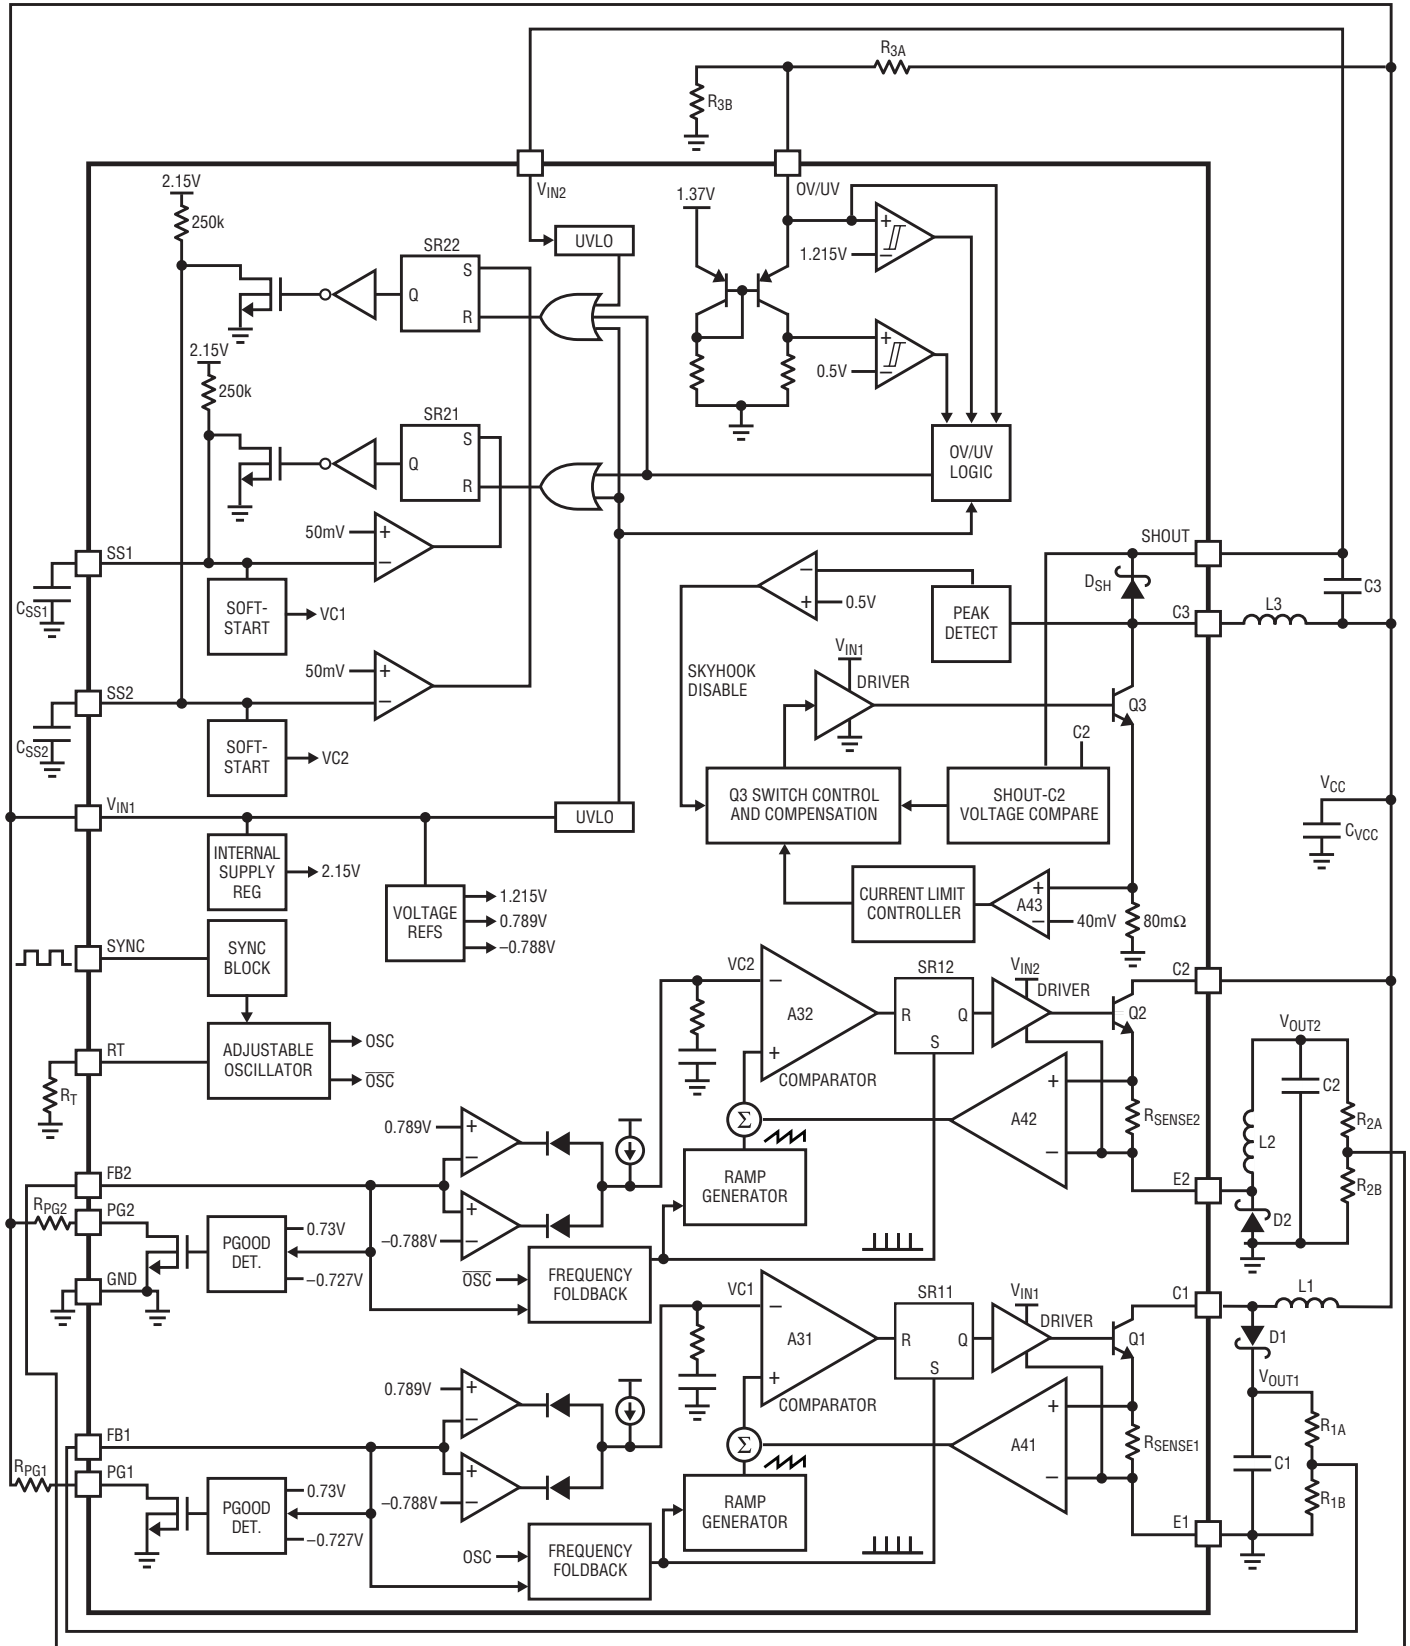 R3A
R3B
VIN2
OV/UV
2.15V
250k
UVLO
1.37V
1.215V
+
−
SR22
S
Q
R
2.15V
250k
0.5V
+
−
SR21
S
Q
R
OV/UV
LOGIC
50mV
+
−
SS1
CSS1
SOFT-
START
VC1
SHOUT
DSH
C3
C3
L3
−
+
0.5V
PEAK
DETECT
50mV
+
−
SKYHOOK
DISABLE
VIN1
DRIVER
Q3
SS2
CSS2
SOFT-
START
VC2
C2
Q3 SWITCH CONTROL
AND COMPENSATION
SHOUT-C2
VOLTAGE COMPARE
VCC
CVCC
VIN1
UVLO
INTERNAL
SUPPLY
REG
2.15V
VOLTAGE
REFS
1.215V
0.789V
−0.788V
CURRENT LIMIT
CONTROLLER
A43
+
−
40mV
80mΩ
SYNC
SYNC
BLOCK
VC2
−
A32
+
COMPARATOR
SR12
R
Q
S
VIN2
DRIVER
C2
Q2
RT
RT
ADJUSTABLE
OSCILLATOR
OSC
OSC
VOUT2
C2
R2A
L2
R2B
D2
A42
+
−
RSENSE2
E2
Σ
RAMP
GENERATOR
0.789V
+
−
+
−
−0.788V
FB2
RPG2
PG2
PGOOD
DET.
0.73V
−0.727V
GND
OSC
FREQUENCY
FOLDBACK
VC1
−
A31
+
COMPARATOR
SR11
R
Q
S
VIN1
DRIVER
C1
Q1
L1
D1
VOUT1
R1A
C1
R1B
A41
+
−
RSENSE1
E1
Σ
RAMP
GENERATOR
0.789V
+
−
+
−
−0.788V
FB1
RPG1
PG1
PGOOD
DET.
0.73V
−0.727V
OSC
FREQUENCY
FOLDBACK